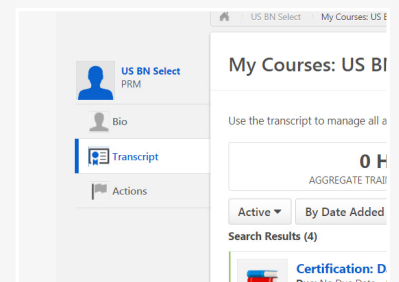 US BN Select My Courses: US B
US BN Select
PRM
Bio
Transcript
Actions
My Courses: US B
Use the transcript to manage all a
0 H
AGGREGATE TRAI
Active By Date Added
Search Results (4)
Certification: D